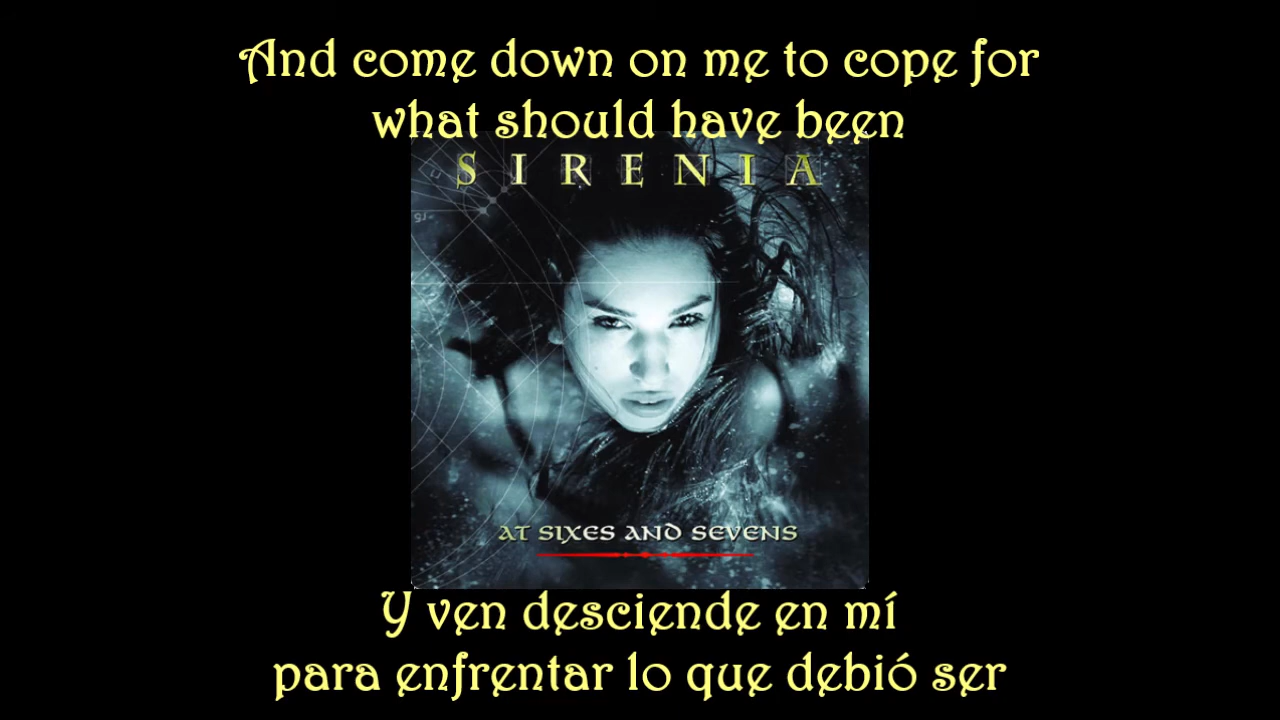 And come down on me to cope for
what should have been
SIRENIA
AT SIXES AND SEVENS
Y ven desciende en mí
para enfrentar lo que debió ser